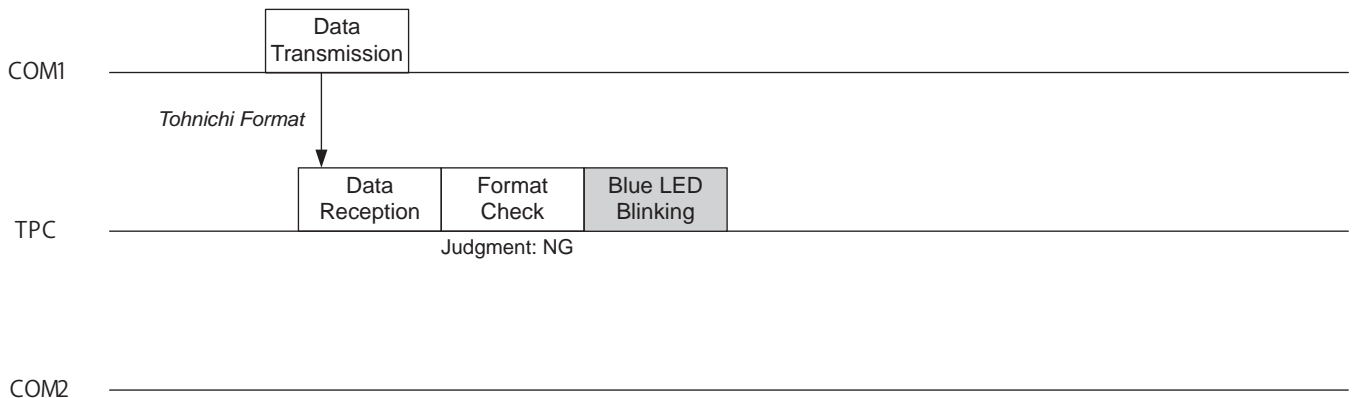 Data
Transmission
COM1
Tohnichi Format
Data
Reception
Format
Check
Blue LED
Blinking
TPC
Judgment: NG
COM2